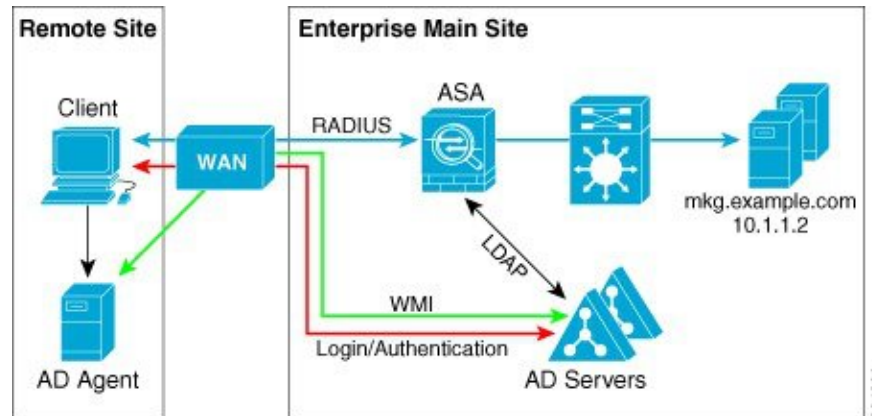 Remote Site
Enterprise Main Site
Client
ASA
RADIUS
WAN
mkg.example.com
10.1.1.2
LDAP
WMI
Login/Authentication
AD Agent
AD Servers